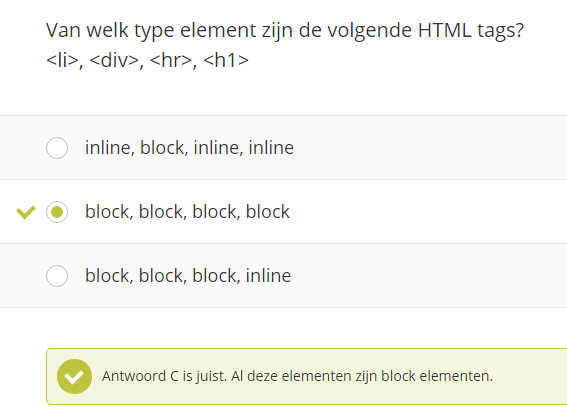 Van welk type element zijn de volgende HTML tags?
<li>, <div>, <hr>, <h1>
inline, block, inline, inline
block, block, block, block
block, block, block, inline
Antwoord C is juist. Al deze elementen zijn block elementen.